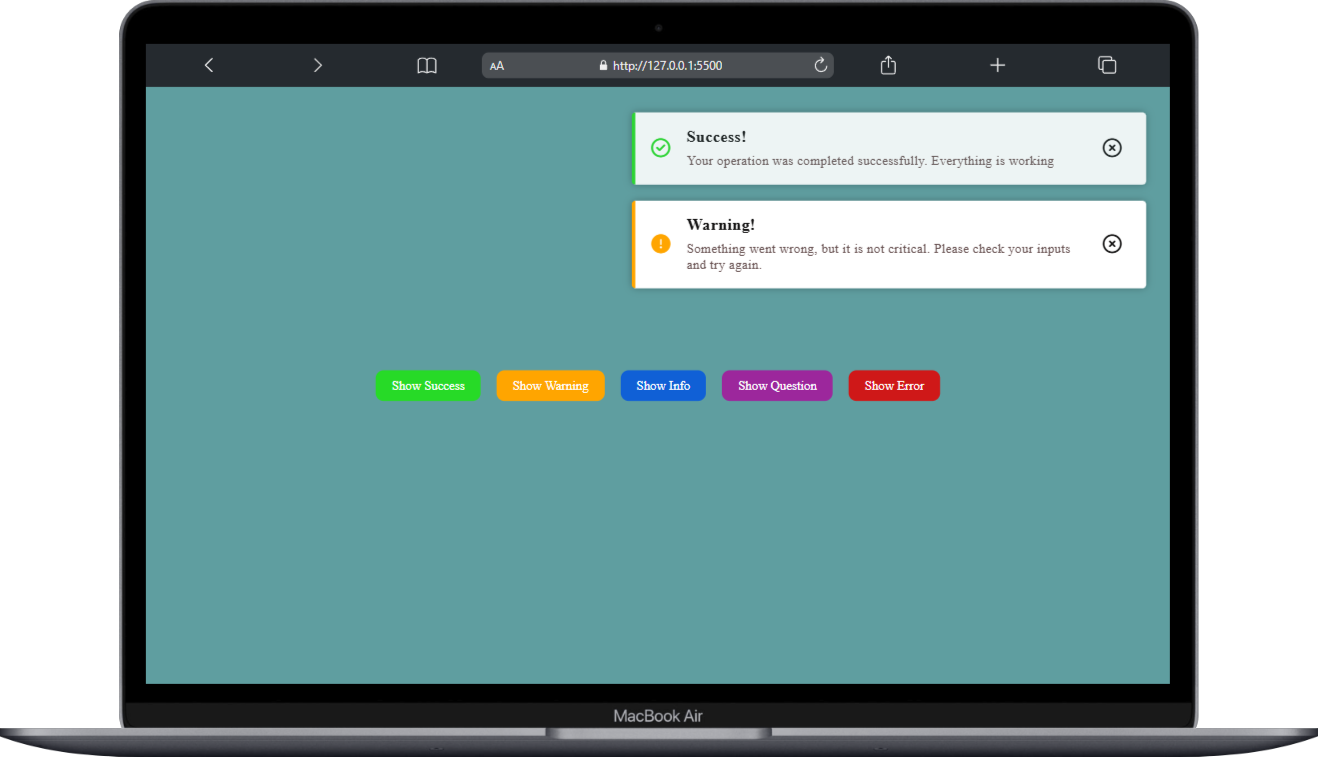 AA
http://127.0.0.1:5500
Success!
Your operation was completed successfully. Everything is working
Warning!
Something went wrong, but it is not critical. Please check your inputs
and try again.
Show Success
Show Warning
Show Info
Show Question
Show Error
MacBook Air